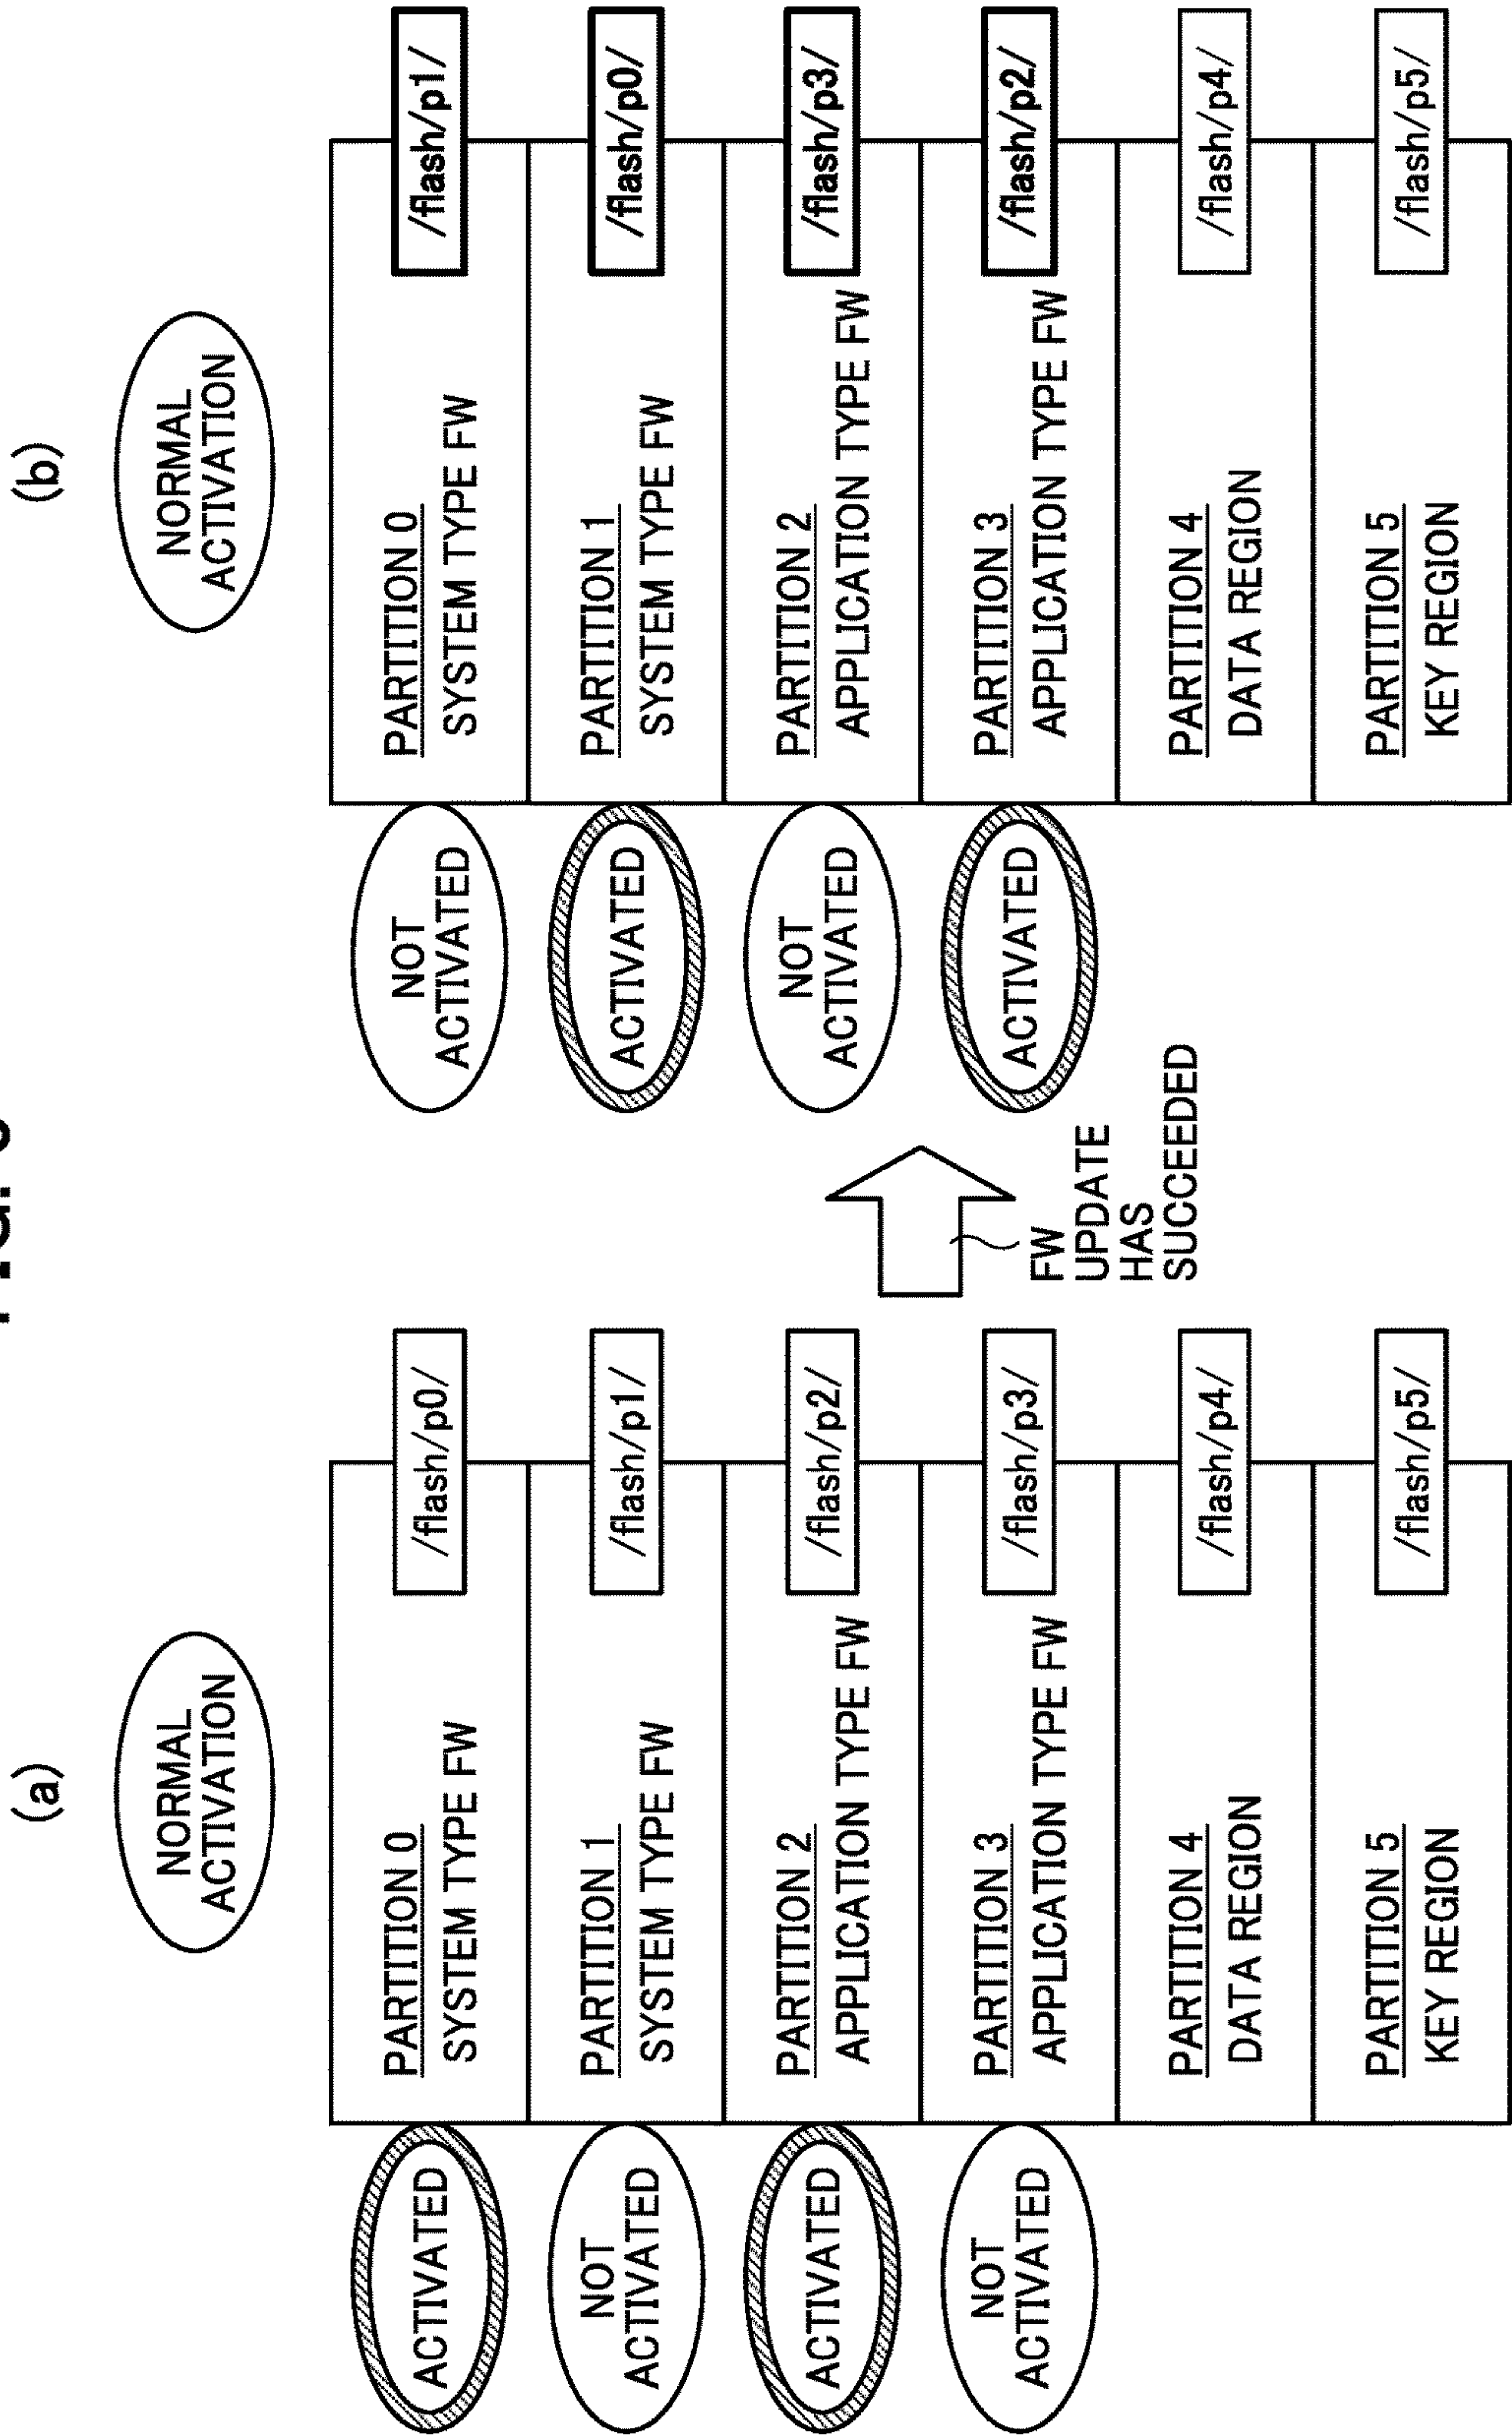 (a)
NORMAL
ACTIVATION
ACTIVATED
PARTITION 0
SYSTEM TYPE FW
/flash/p0/
NOT
ACTIVATED
PARTITION 1
SYSTEM TYPE FW
/flash/p1/
ACTIVATED
PARTITION 2
APPLICATION TYPE FW
/flash/p2/
NOT
ACTIVATED
PARTITION 3
APPLICATION TYPE FW
/flash/p3/
PARTITION 4
DATA REGION
/flash/p4/
PARTITION 5
KEY REGION
/flash/p5/
FW
UPDATE
HAS
SUCCEEDED
(b)
NORMAL
ACTIVATION
NOT
ACTIVATED
PARTITION 0
SYSTEM TYPE FW
/flash/p1/
ACTIVATED
PARTITION 1
SYSTEM TYPE FW
/flash/p0/
NOT
ACTIVATED
PARTITION 2
APPLICATION TYPE FW
/flash/p3/
ACTIVATED
PARTITION 3
APPLICATION TYPE FW
/flash/p2/
PARTITION 4
DATA REGION
/flash/p4/
PARTITION 5
KEY REGION
/flash/p5/